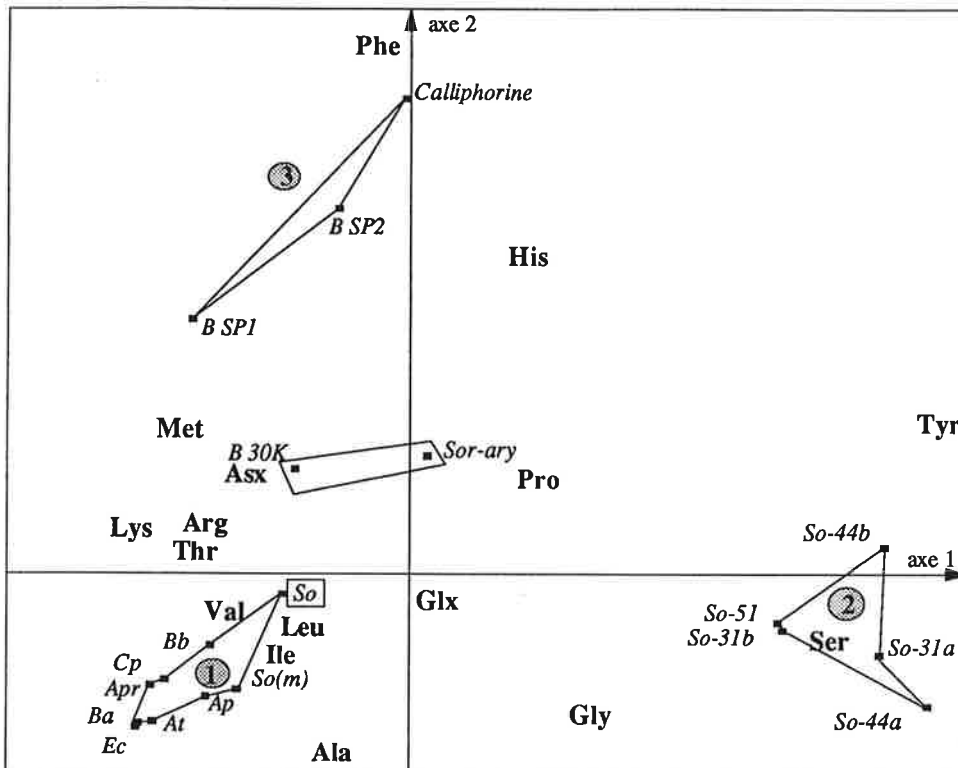 axe 2
Phe
Calliphorine
3
B SP2
His
B SP1
Met
Tyr
B 30K
Sor-ary
Asx
Pro
Lys
Arg
Thr
So-44b
axe 1
So
Glx
Val
Leu
2
So-51
So-31b
Ser
So-31a
Bb
Ile
Cp
1
So(m)
Apr
Ap
Ba
At
Gly
So-44a
Ec
Ala